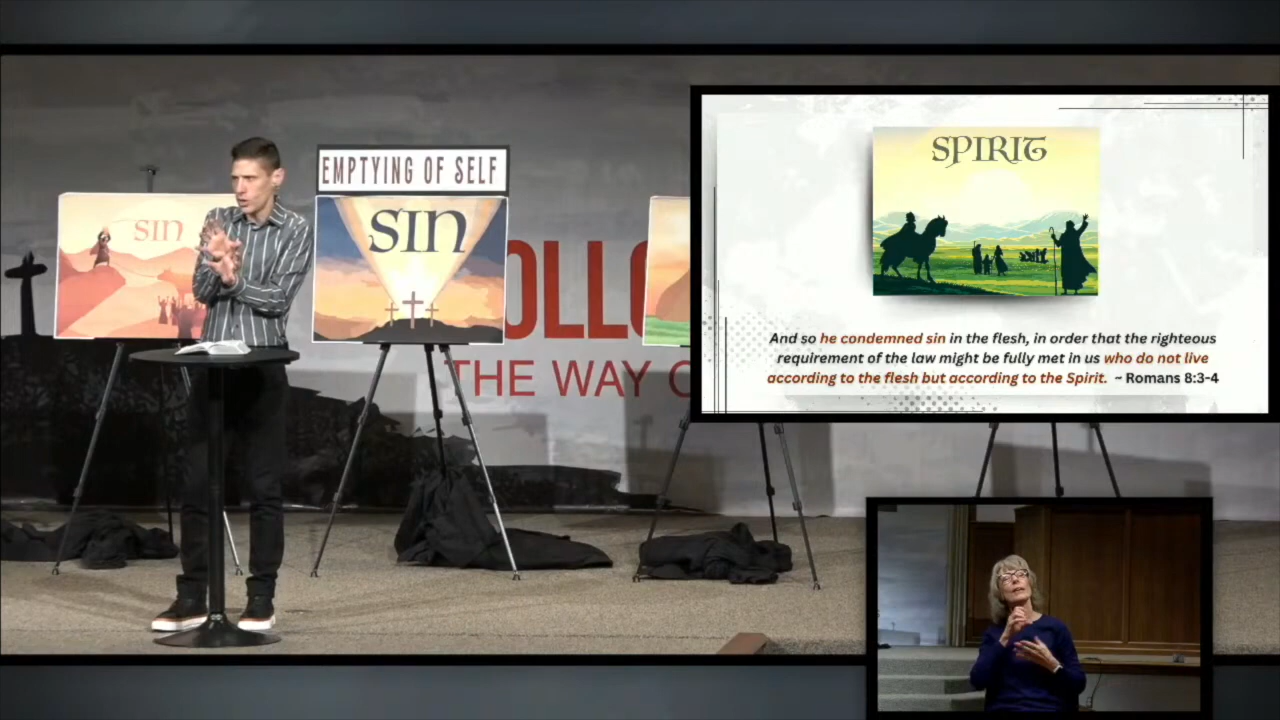 SIN
EMPTYING OF SELF
SIN
OLLO
THE WAY
SPIRIT
And so he condemned sin in the flesh, in order that the righteous
requirement of the law might be fully met in us who do not live
according to the flesh but according to the Spirit. ~ Romans 8:3-4